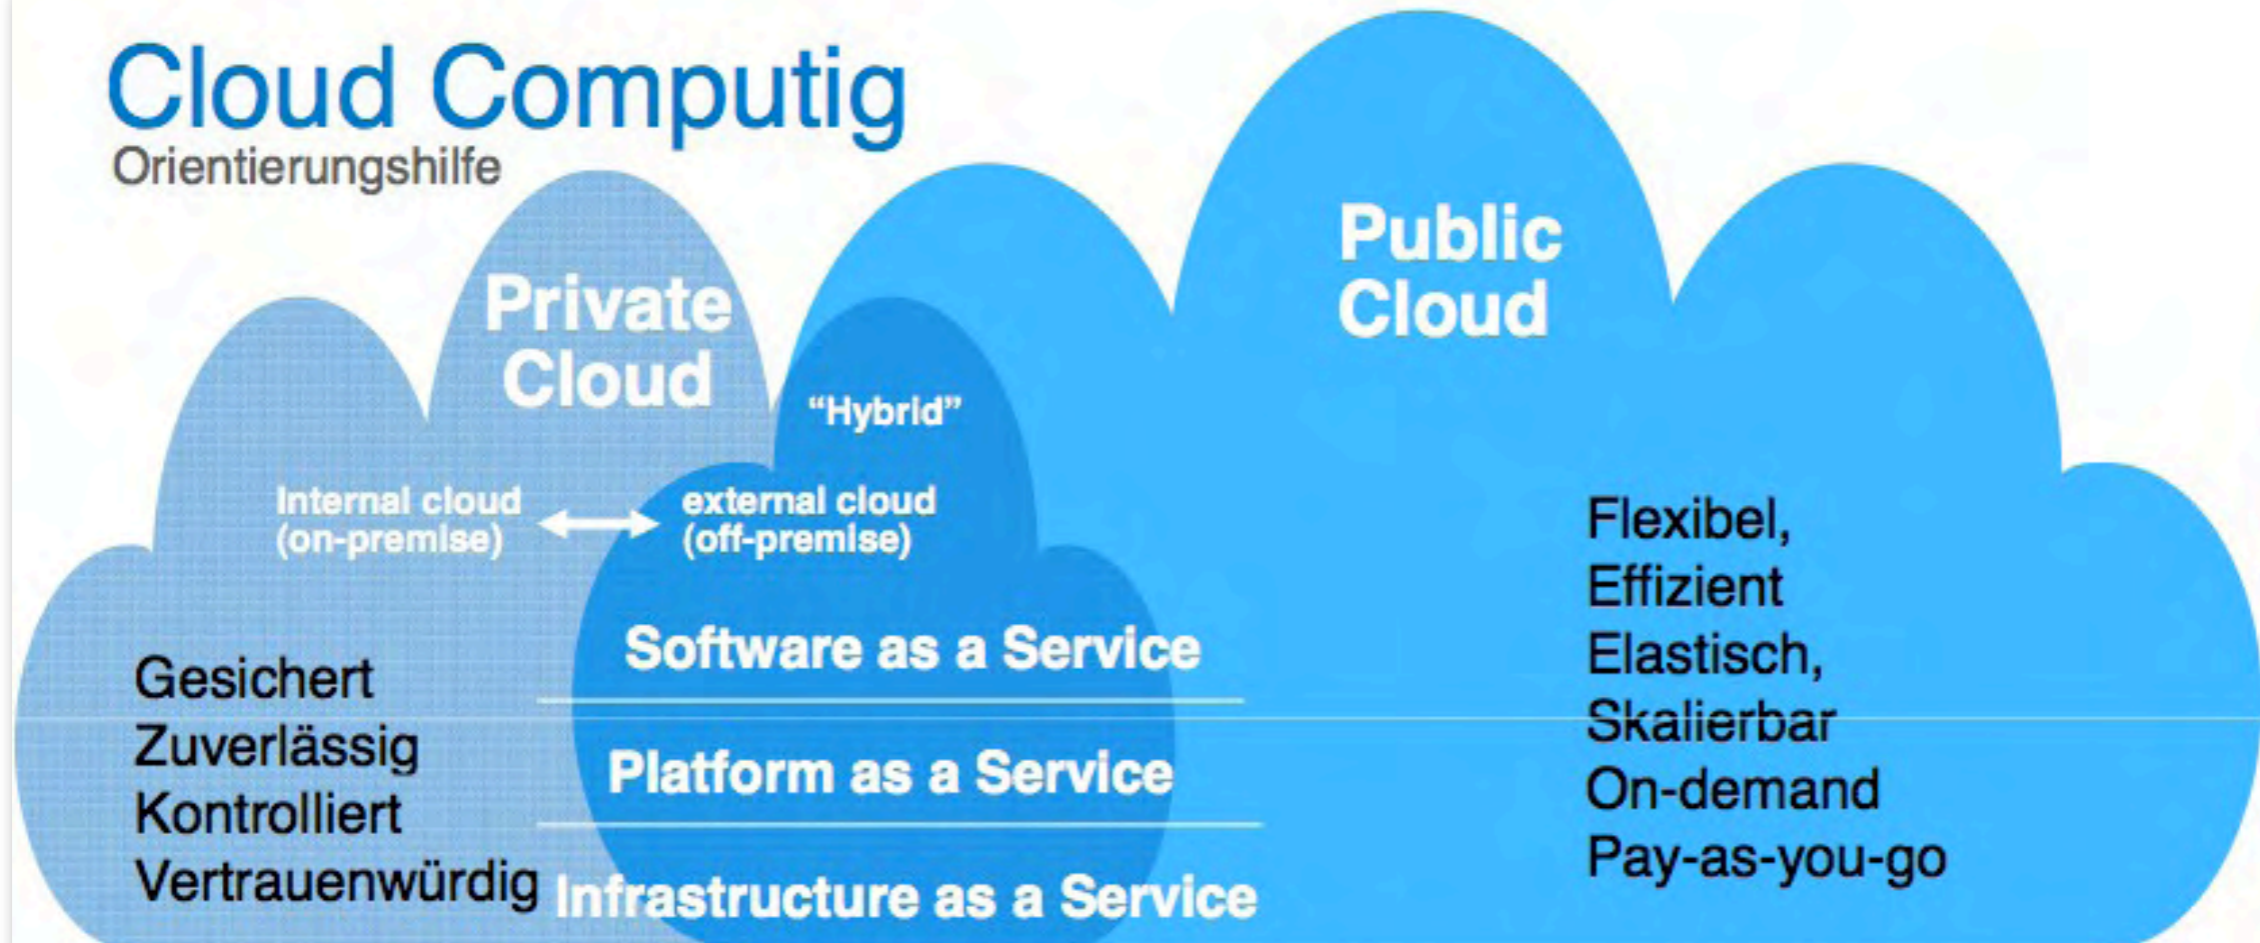 Cloud Computig
Orientierungshilfe
Private
Cloud
Public
Cloud
“Hybrid”
Internal cloud
(on-premise)
external cloud
(off-premise)
Software as a Service
Platform as a Service
Infrastructure as a Service
Gesichert
Zuverlässig
Kontrolliert
Vertrauenwürdig
Flexibel,
Effizient
Elastisch,
Skalierbar
On-demand
Pay-as-you-go